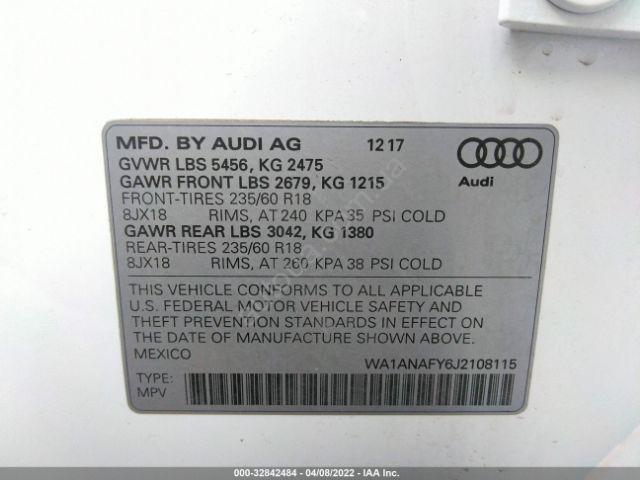 MFD. BY AUDI AG 12 17
GVWR LBS 5456, KG 2475
GAWR FRONT LBS 2679, KG 1215
FRONT-TIRES 235/60 R18
8JX18 RIMS, AT 240 KPA 35 PSI COLD
GAWR REAR LBS 3042, KG 1380
REAR-TIRES 235/60 R18
8JX18 RIMS, AT 260 KPA 38 PSI COLD
Audi
THIS VEHICLE CONFORMS TO ALL APPLICABLE
U.S. FEDERAL MOTOR VEHICLE SAFETY AND
THEFT PREVENTION STANDARDS IN EFFECT ON
THE DATE OF MANUFACTURE SHOWN ABOVE.
MEXICO WA1ANAFY6J2108115
TYPE:
MPV
000-32842484 - 04/08/2022 - IAA Inc.